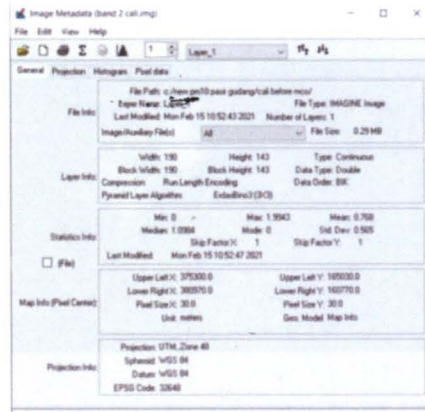 Image Metadata (band 2 cali.img)
File Edit View Help
1 Layer_1
General Projection Histogram Pixel data
File Info:
File Path: c:/new pm10 pasir gudang/cali before mco/
Layer Name: File Type: IMAGINE Image
Last Modified: Mon Feb 15 10:52:43 2021 Number of Layers: 1
Image/Auxiliary File(s) All File Size: 0.29 MB
Layer Info:
Width: 190 Height: 143 Type: Continuous
Block Width: 190 Block Height: 143 Data Type: Double
Compression: Run Length Encoding Data Order: BIK
Pyramid Layer Algorithm: (3X3)
Statistics Info:
Min: 0 Max: 1.9943 Mean: 0.768
Median: 1.0984 Mode: 0 Std. Dev: 0.565
Skip Factor X: 1 Skip Factor Y: 1
Last Modified: Mon Feb 15 10:52:47 2021
(File)
Map Info (Pixel Center):
Upper Left X: 375300.0 Upper Left Y: 165030.0
Lower Right X: 380970.0 Lower Right Y: 160770.0
Pixel Size X: 30.0 Pixel Size Y: 30.0
Unit: meters Geo. Model: Map Info
Projection Info:
Projection: UTM, Zone 48
Spheroid: WGS 84
Datum: WGS 84
EPSG Code: 32648